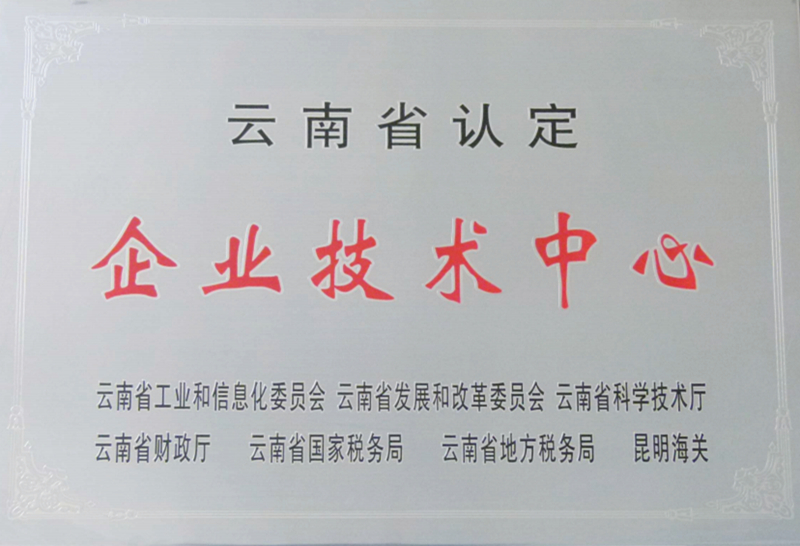 云南省认定
企业技术中心
云南省工业和信息化委员会 云南省发展和改革委员会 云南省科学技术厅
云南省财政厅 云南省国家税务局 云南省地方税务局 昆明海关